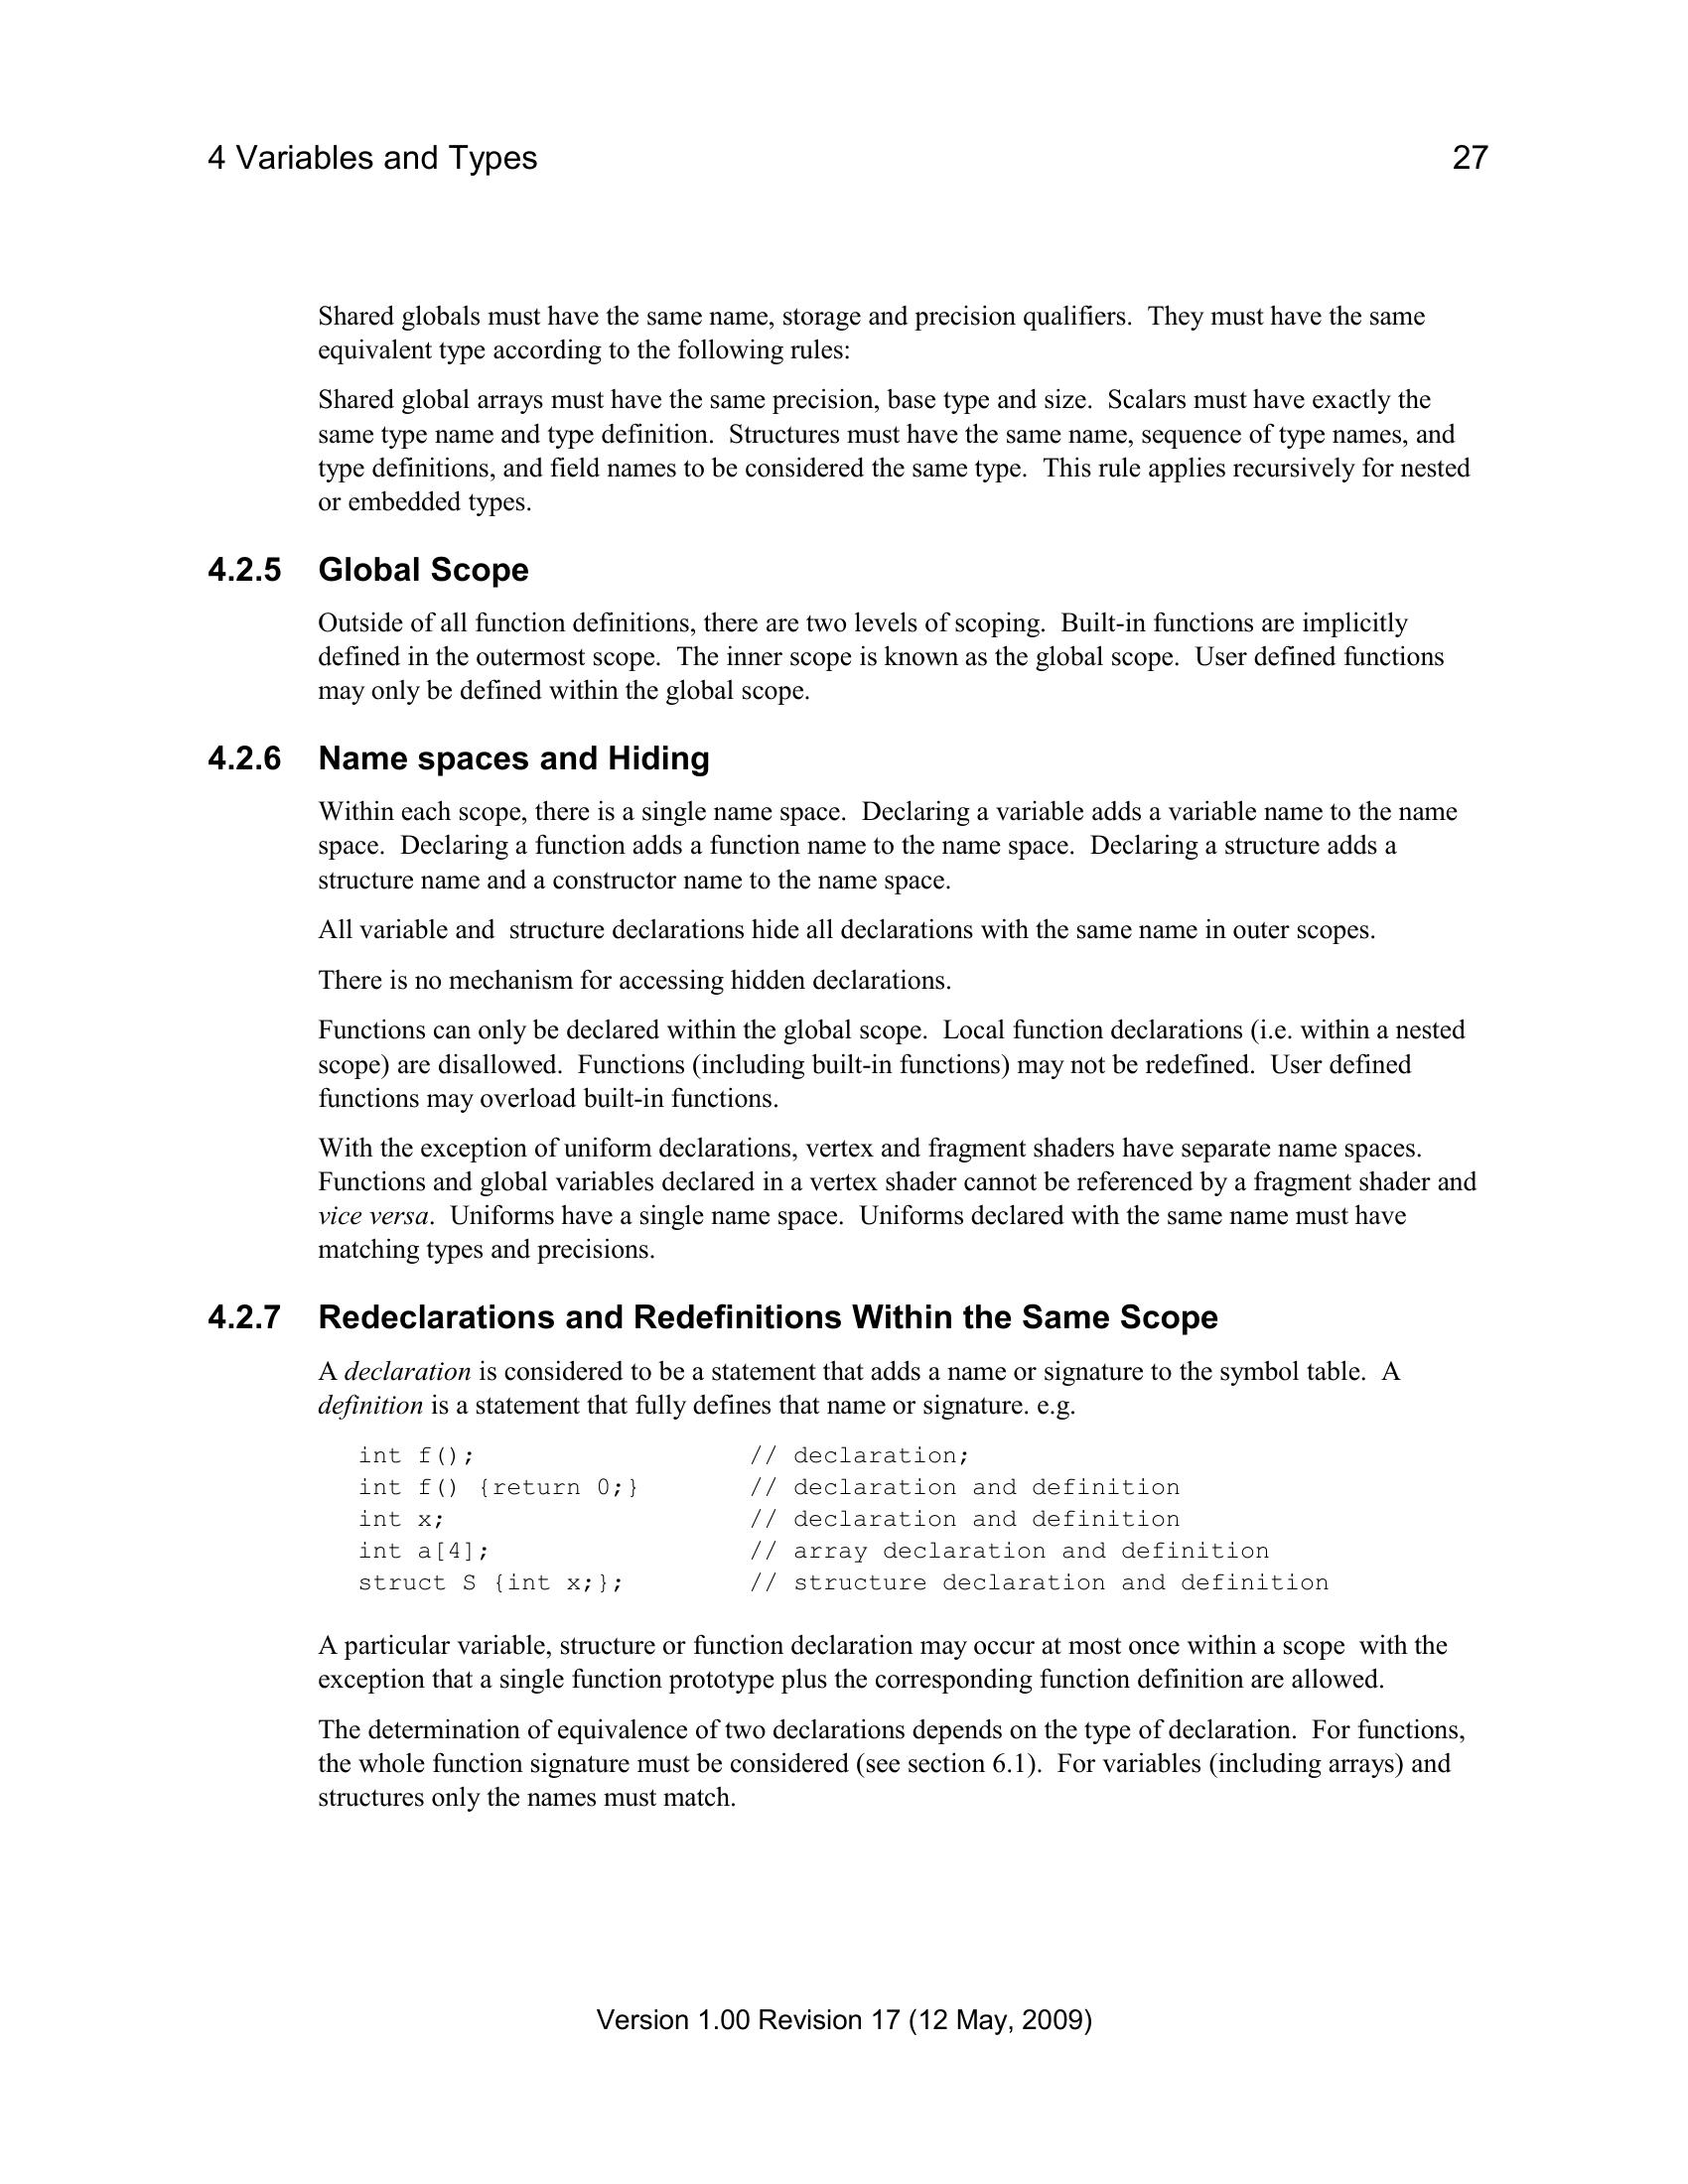 4 Variables and Types 27
Shared globals must have the same name, storage and precision qualifiers.  They must have the same
equivalent type according to the following rules:
Shared global arrays must have the same precision, base type and size.  Scalars must have exactly the
same type name and type definition.  Structures must have the same name, sequence of type names, and
type definitions, and field names to be considered the same type.  This rule applies recursively for nested
or embedded types.
4.2.5 Global Scope
Outside of all function definitions, there are two levels of scoping.  Built-in functions are implicitly
defined in the outermost scope.  The inner scope is known as the global scope.  User defined functions
may only be defined within the global scope.
4.2.6 Name spaces and Hiding
Within each scope, there is a single name space.  Declaring a variable adds a variable name to the name
space.  Declaring a function adds a function name to the name space.  Declaring a structure adds a
structure name and a constructor name to the name space.
All variable and  structure declarations hide all declarations with the same name in outer scopes.
There is no mechanism for accessing hidden declarations.
Functions can only be declared within the global scope.  Local function declarations (i.e. within a nested
scope) are disallowed.  Functions (including built-in functions) may not be redefined.  User defined
functions may overload built-in functions.
With the exception of uniform declarations, vertex and fragment shaders have separate name spaces.
Functions and global variables declared in a vertex shader cannot be referenced by a fragment shader and
vice versa.  Uniforms have a single name space.  Uniforms declared with the same name must have
matching types and precisions.
4.2.7 Redeclarations and Redefinitions Within the Same Scope
A declaration is considered to be a statement that adds a name or signature to the symbol table.  A
definition is a statement that fully defines that name or signature. e.g.
int f(); // declaration;
int f() {return 0;} // declaration and definition
int x; // declaration and definition
int a[4]; // array declaration and definition
struct S {int x;}; // structure declaration and definition
A particular variable, structure or function declaration may occur at most once within a scope  with the
exception that a single function prototype plus the corresponding function definition are allowed.
The determination of equivalence of two declarations depends on the type of declaration.  For functions,
the whole function signature must be considered (see section 6.1).  For variables (including arrays) and
structures only the names must match.
Version 1.00 Revision 17 (12 May, 2009)